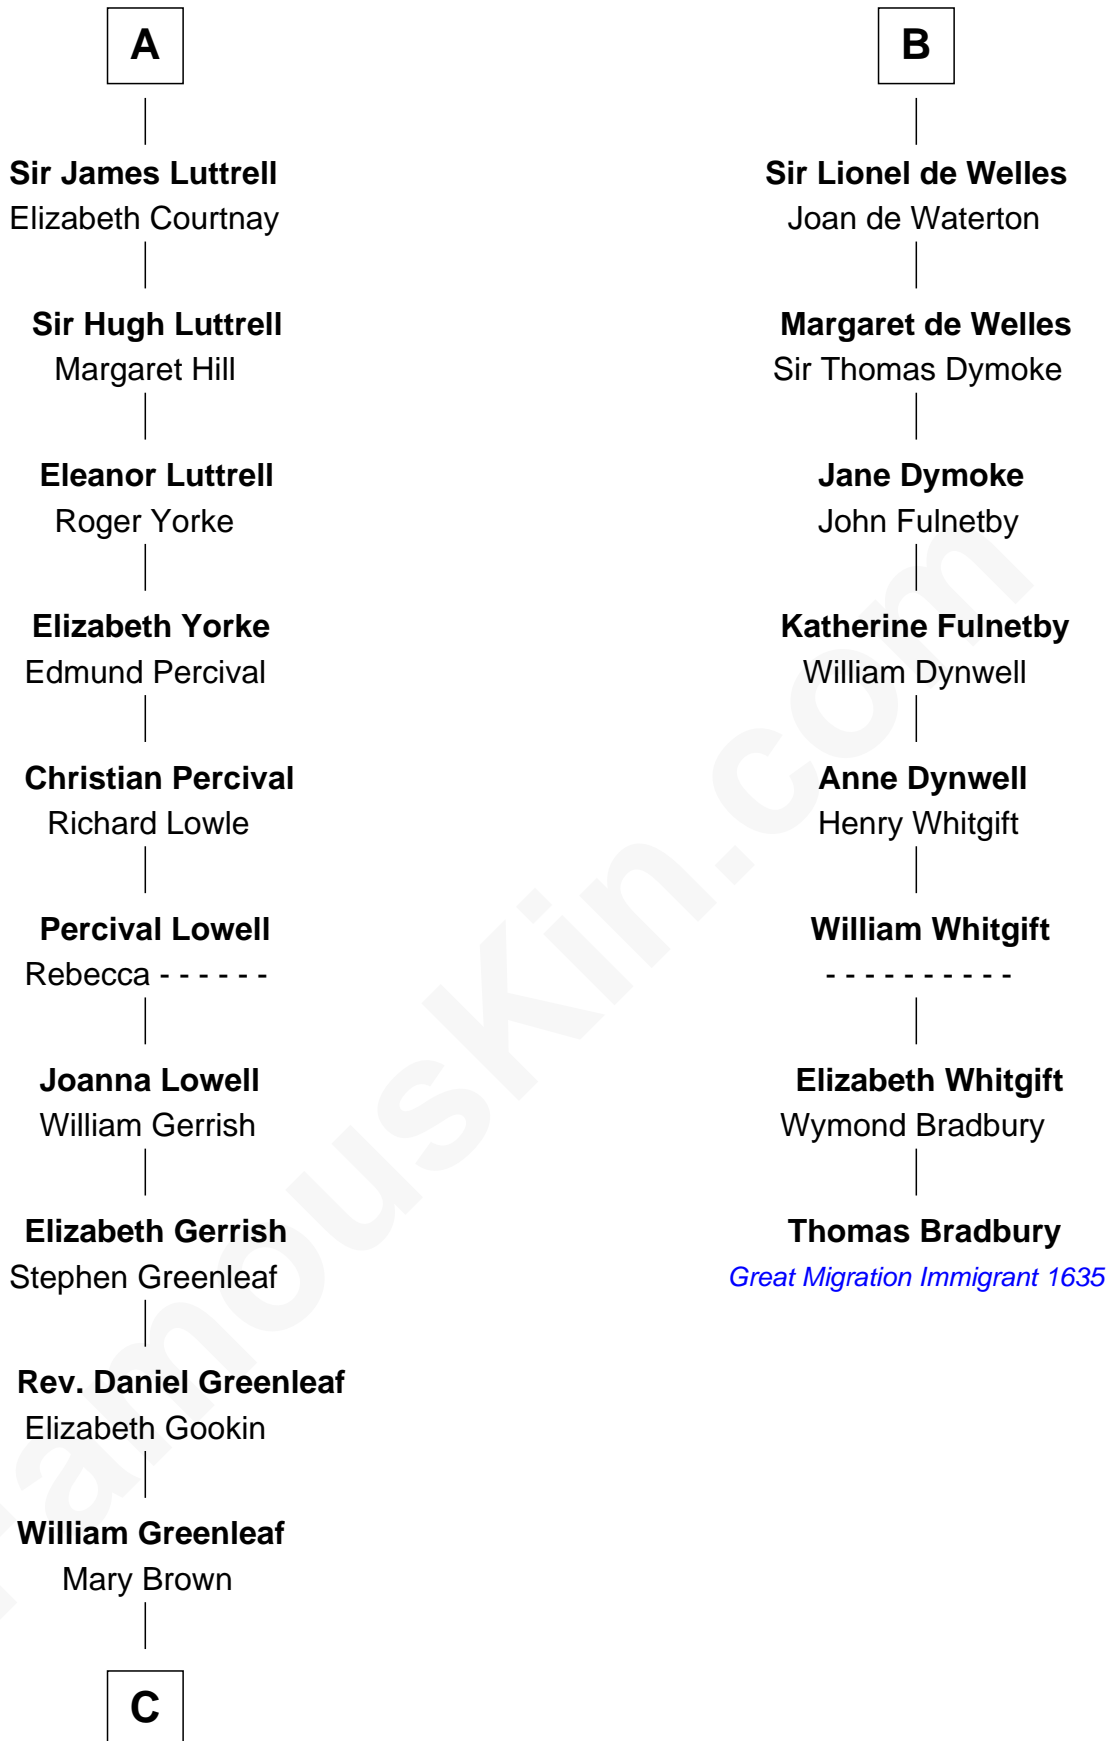 A
Sir James Luttrell
Elizabeth Courtnay
Sir Hugh Luttrell
Margaret Hill
Eleanor Luttrell
Roger Yorke
Elizabeth Yorke
Edmund Percival
Christian Percival
Richard Lowle
Percival Lowell
Rebecca - - - - - -
Joanna Lowell
William Gerrish
Elizabeth Gerrish
Stephen Greenleaf
Rev. Daniel Greenleaf
Elizabeth Gookin
William Greenleaf
Mary Brown
C
B
Sir Lionel de Welles
Joan de Waterton
Margaret de Welles
Sir Thomas Dymoke
Jane Dymoke
John Fulnetby
Katherine Fulnetby
William Dynwell
Anne Dynwell
Henry Whitgift
William Whitgift
- - - - - - - - - -
Elizabeth Whitgift
Wymond Bradbury
Thomas Bradbury
Great Migration Immigrant 1635
FamousKin.com